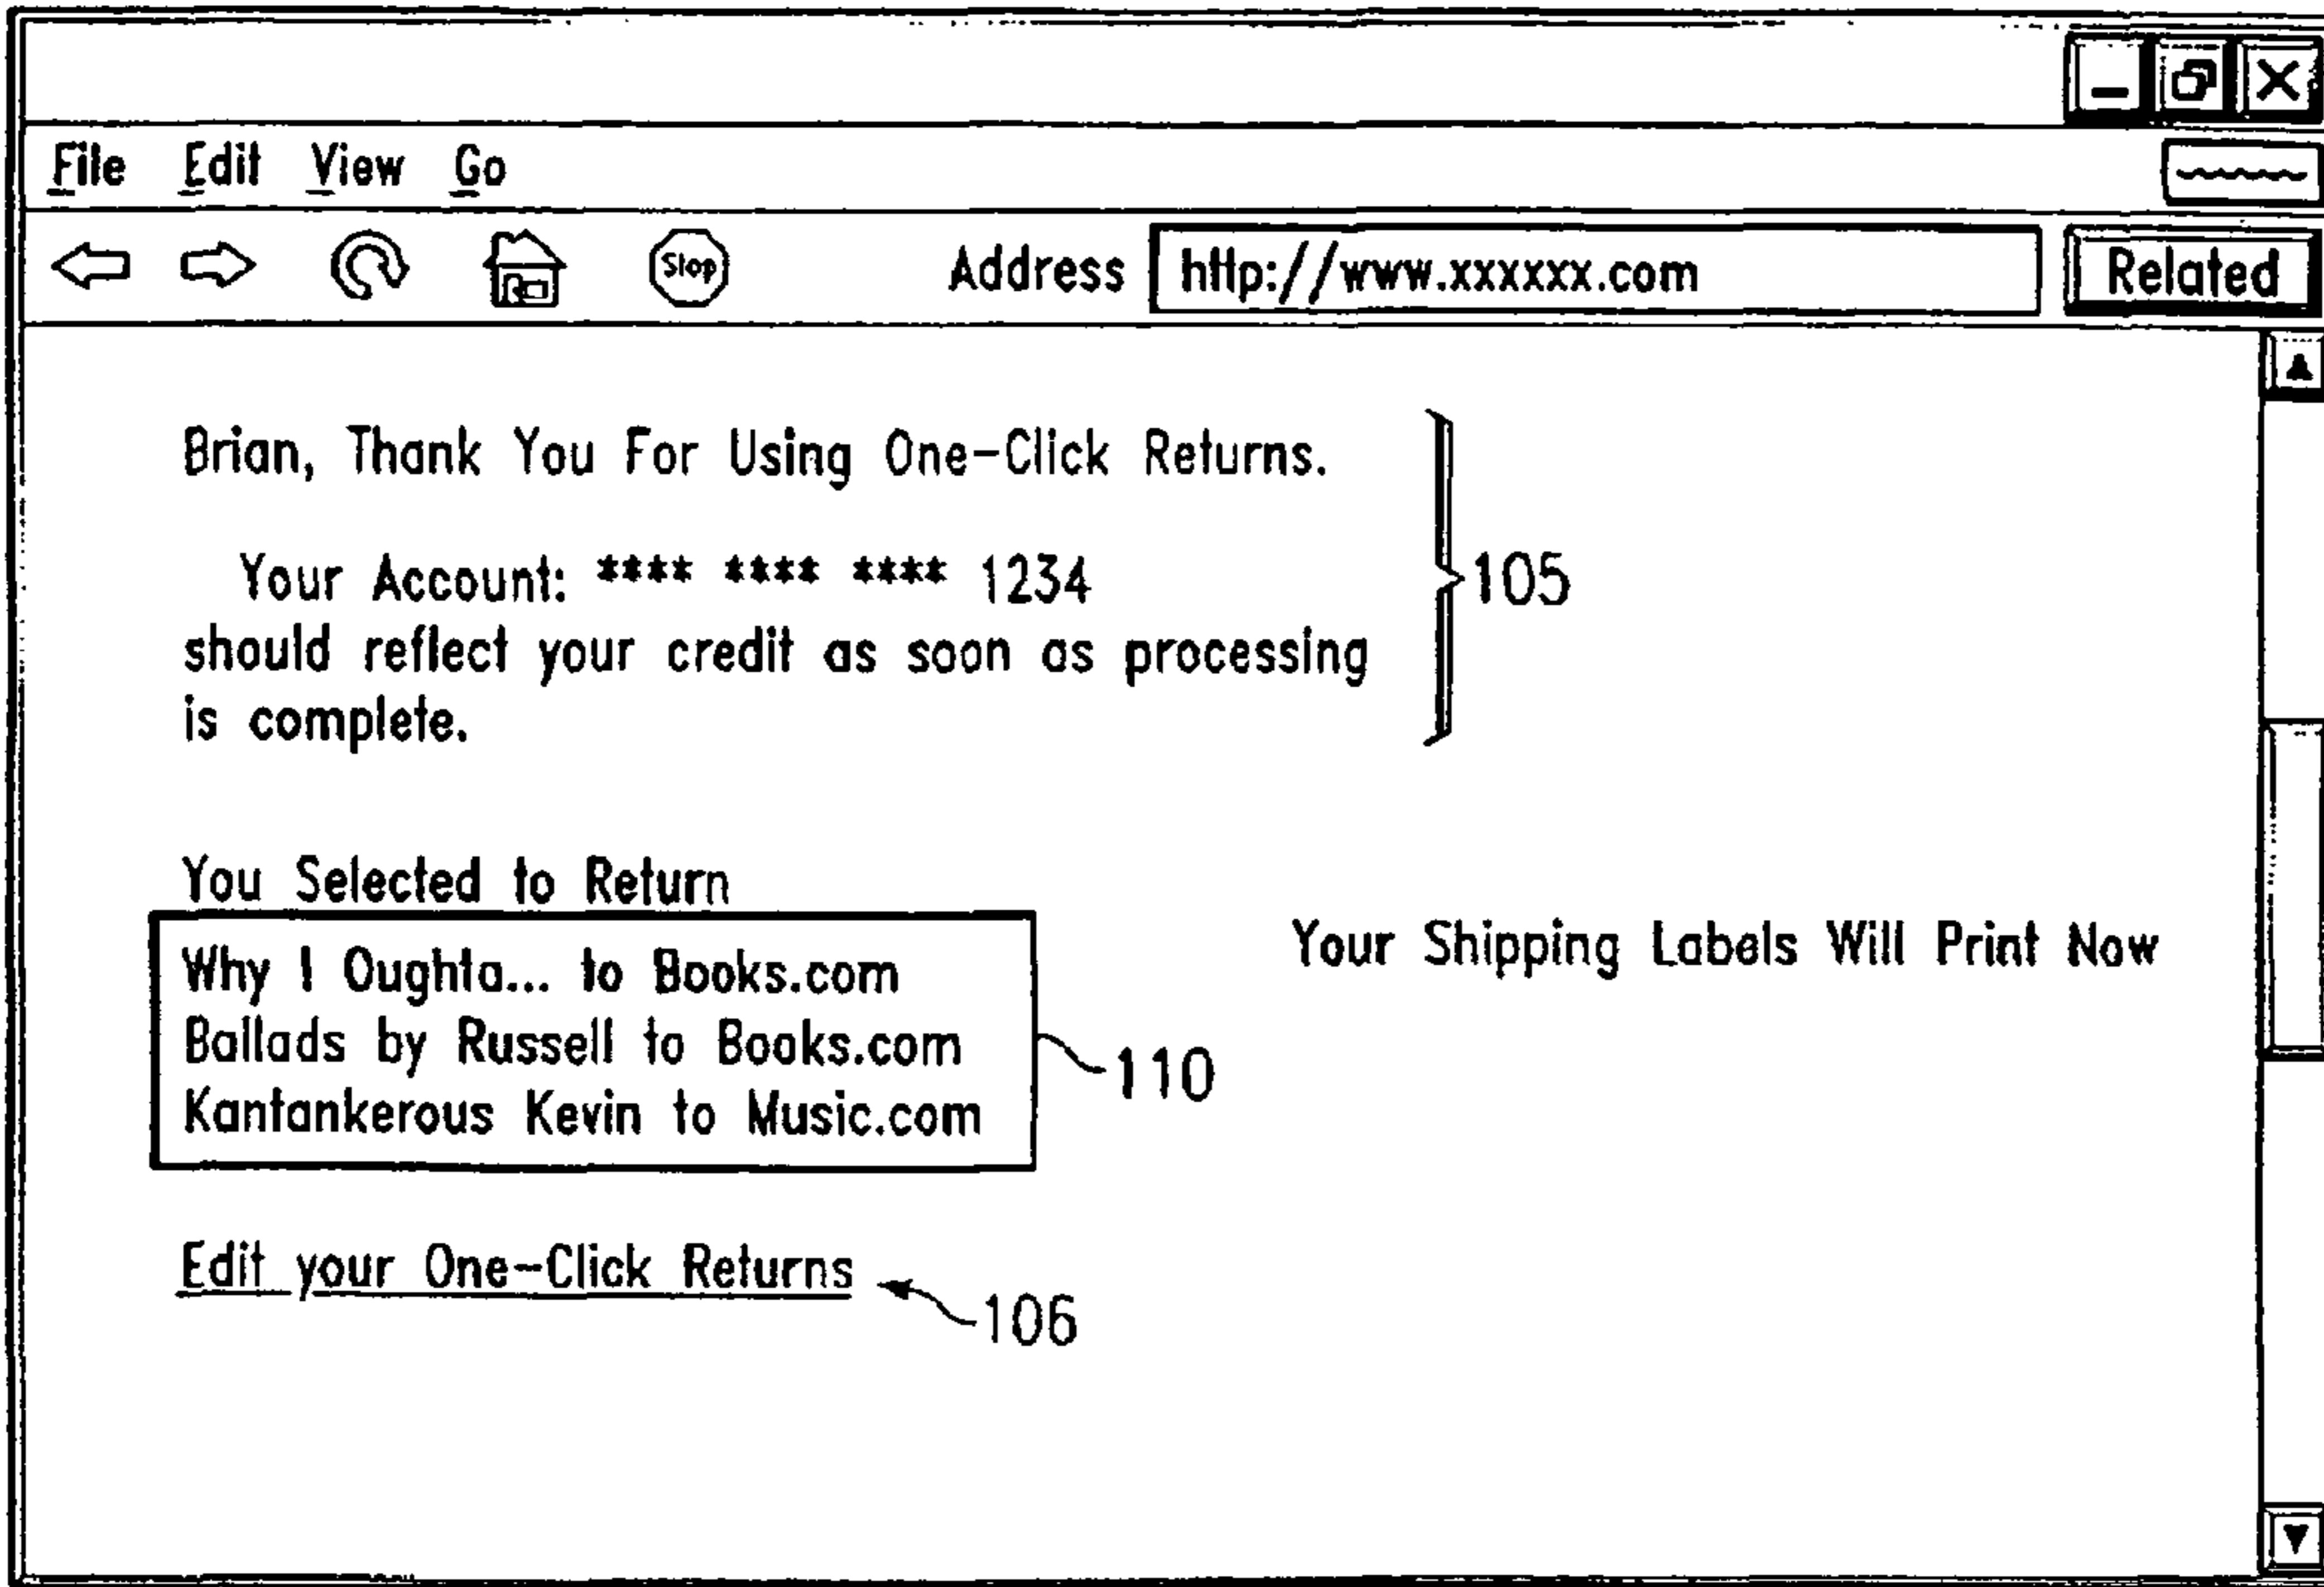 File Edit View Go
Stop Address http://www.xxxxxx.com Related
Brian, Thank You For Using One-Click Returns.
Your Account: **** **** **** 1234
should reflect your credit as soon as processing
is complete.
105
You Selected to Return
Why I Oughta... to Books.com
Ballads by Russell to Books.com
Kantankerous Kevin to Music.com
110
Your Shipping Labels Will Print Now
Edit your One-Click Returns
106